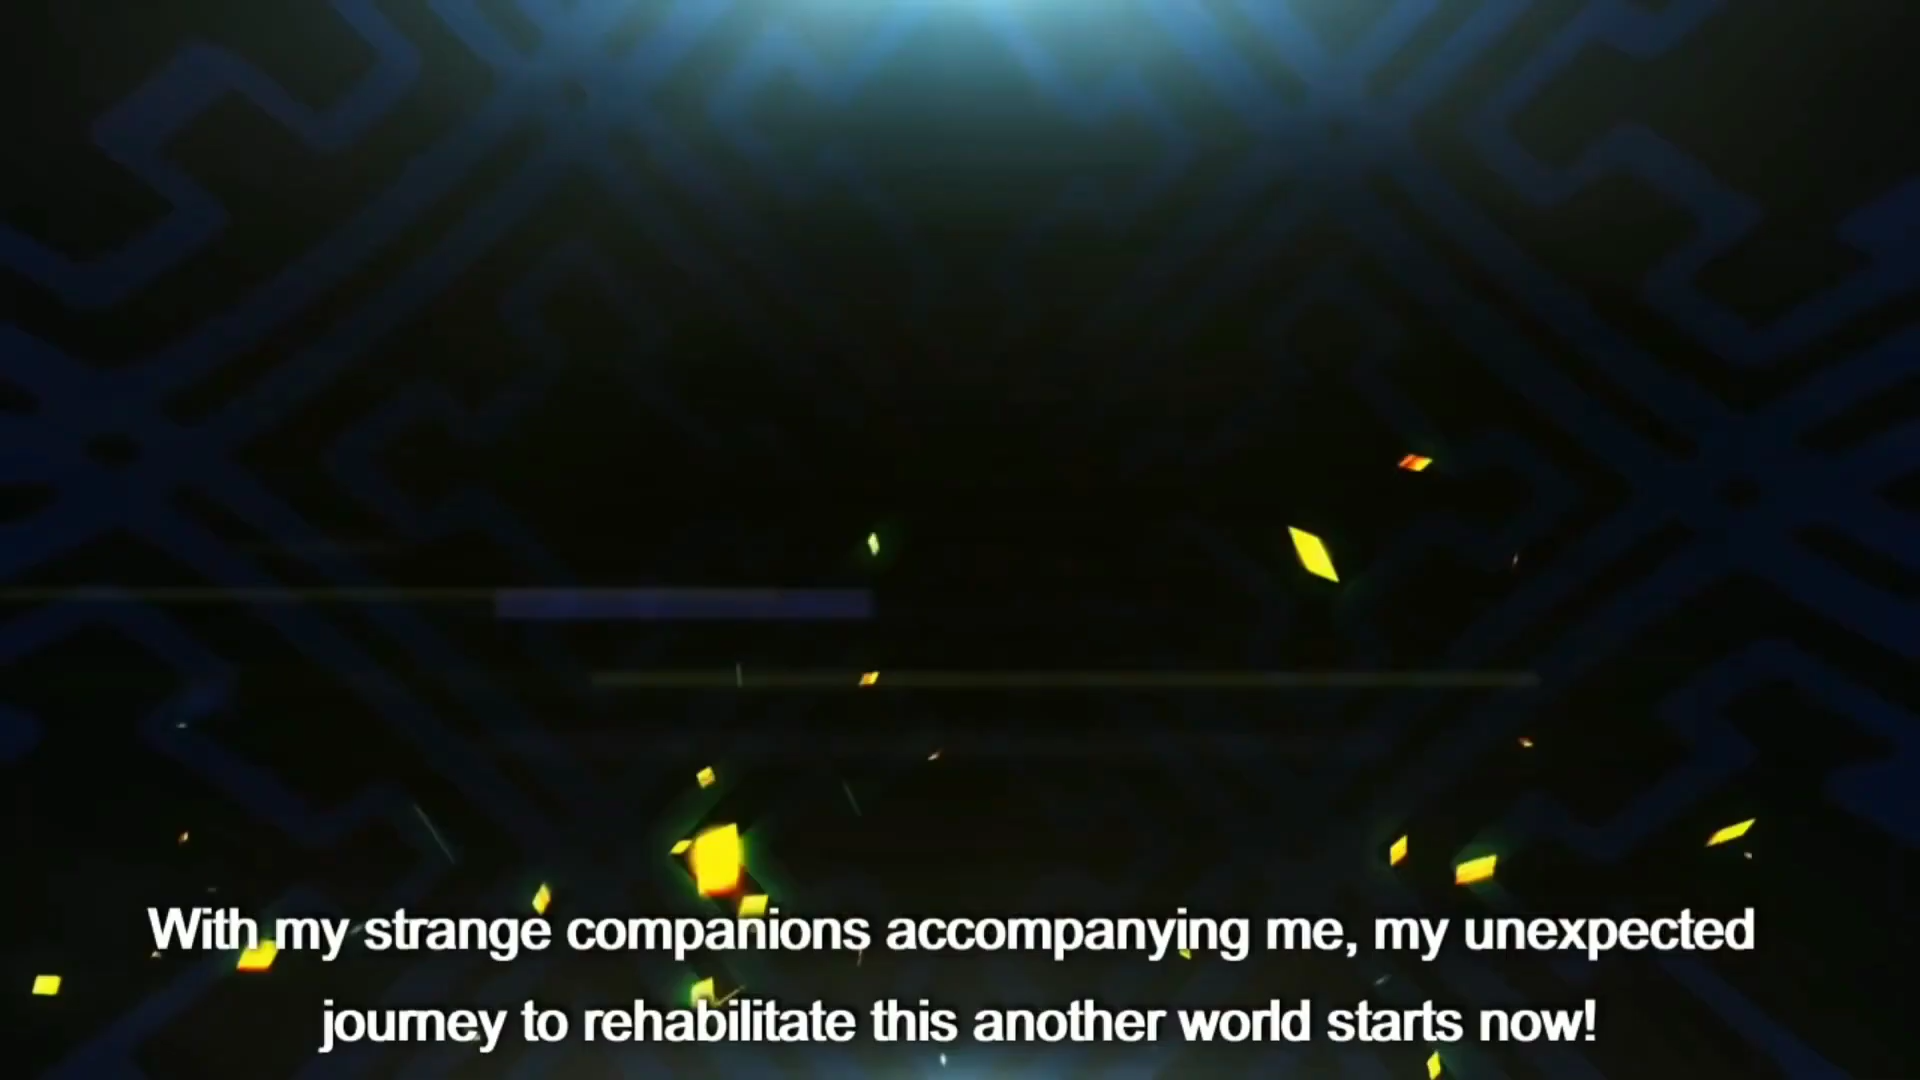 With my strange companions accompanying me, my unexpected
journey to rehabilitate this another world starts now!